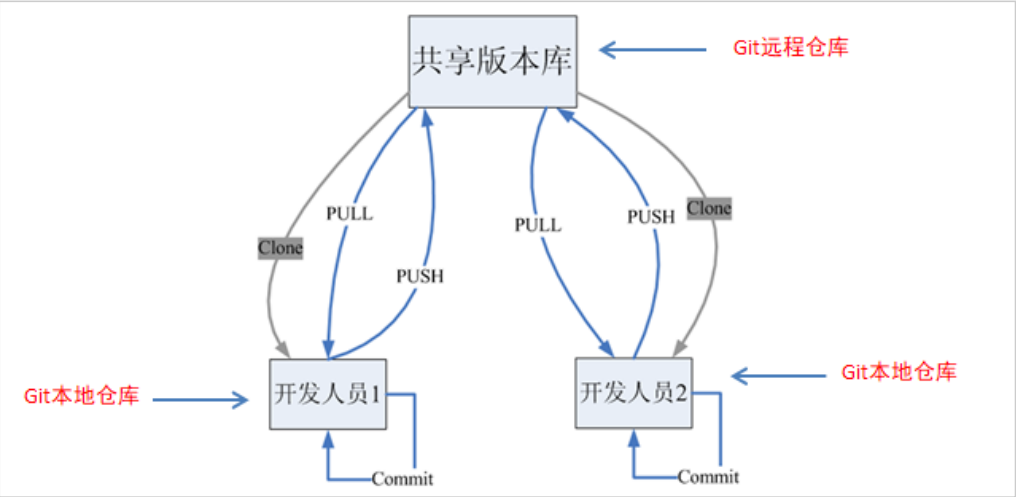 共享版本库
Git远程仓库
PULL
PUSH
Clone
PULL
Clone
PUSH
Git本地仓库
开发人员1
开发人员2
Git本地仓库
Commit
Commit